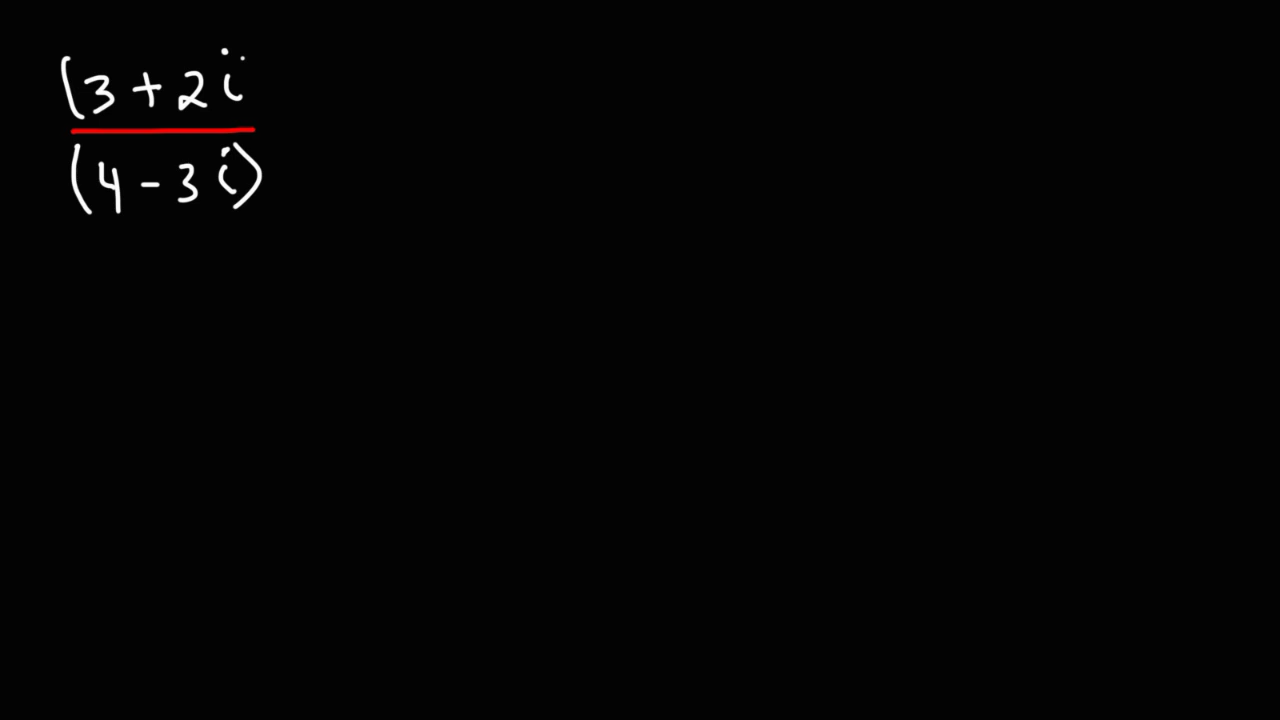 (3 + 2i
(4 - 3i)